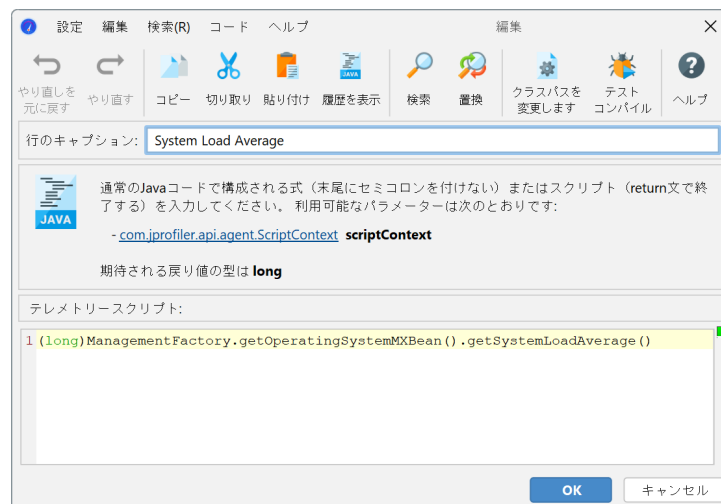 設定 編集 検索(R) コード ヘルプ 編集
やり直しを元に戻す やり直す コピー 切り取り 貼り付け 履歴を表示 検索 置換 クラスパスを変更します テストコンパイル ヘルプ
行のキャプション: System Load Average
通常のJavaコードで構成される式（末尾にセミコロンを付けない）またはスクリプト（return文で終
了する）を入力してください。 利用可能なパラメーターは次のとおりです:
- com.jprofiler.api.agent.ScriptContext scriptContext
JAVA
期待される戻り値の型は long
テレメトリースクリプト:
1 (long)ManagementFactory.getOperatingSystemMXBean().getSystemLoadAverage()
OK キャンセル